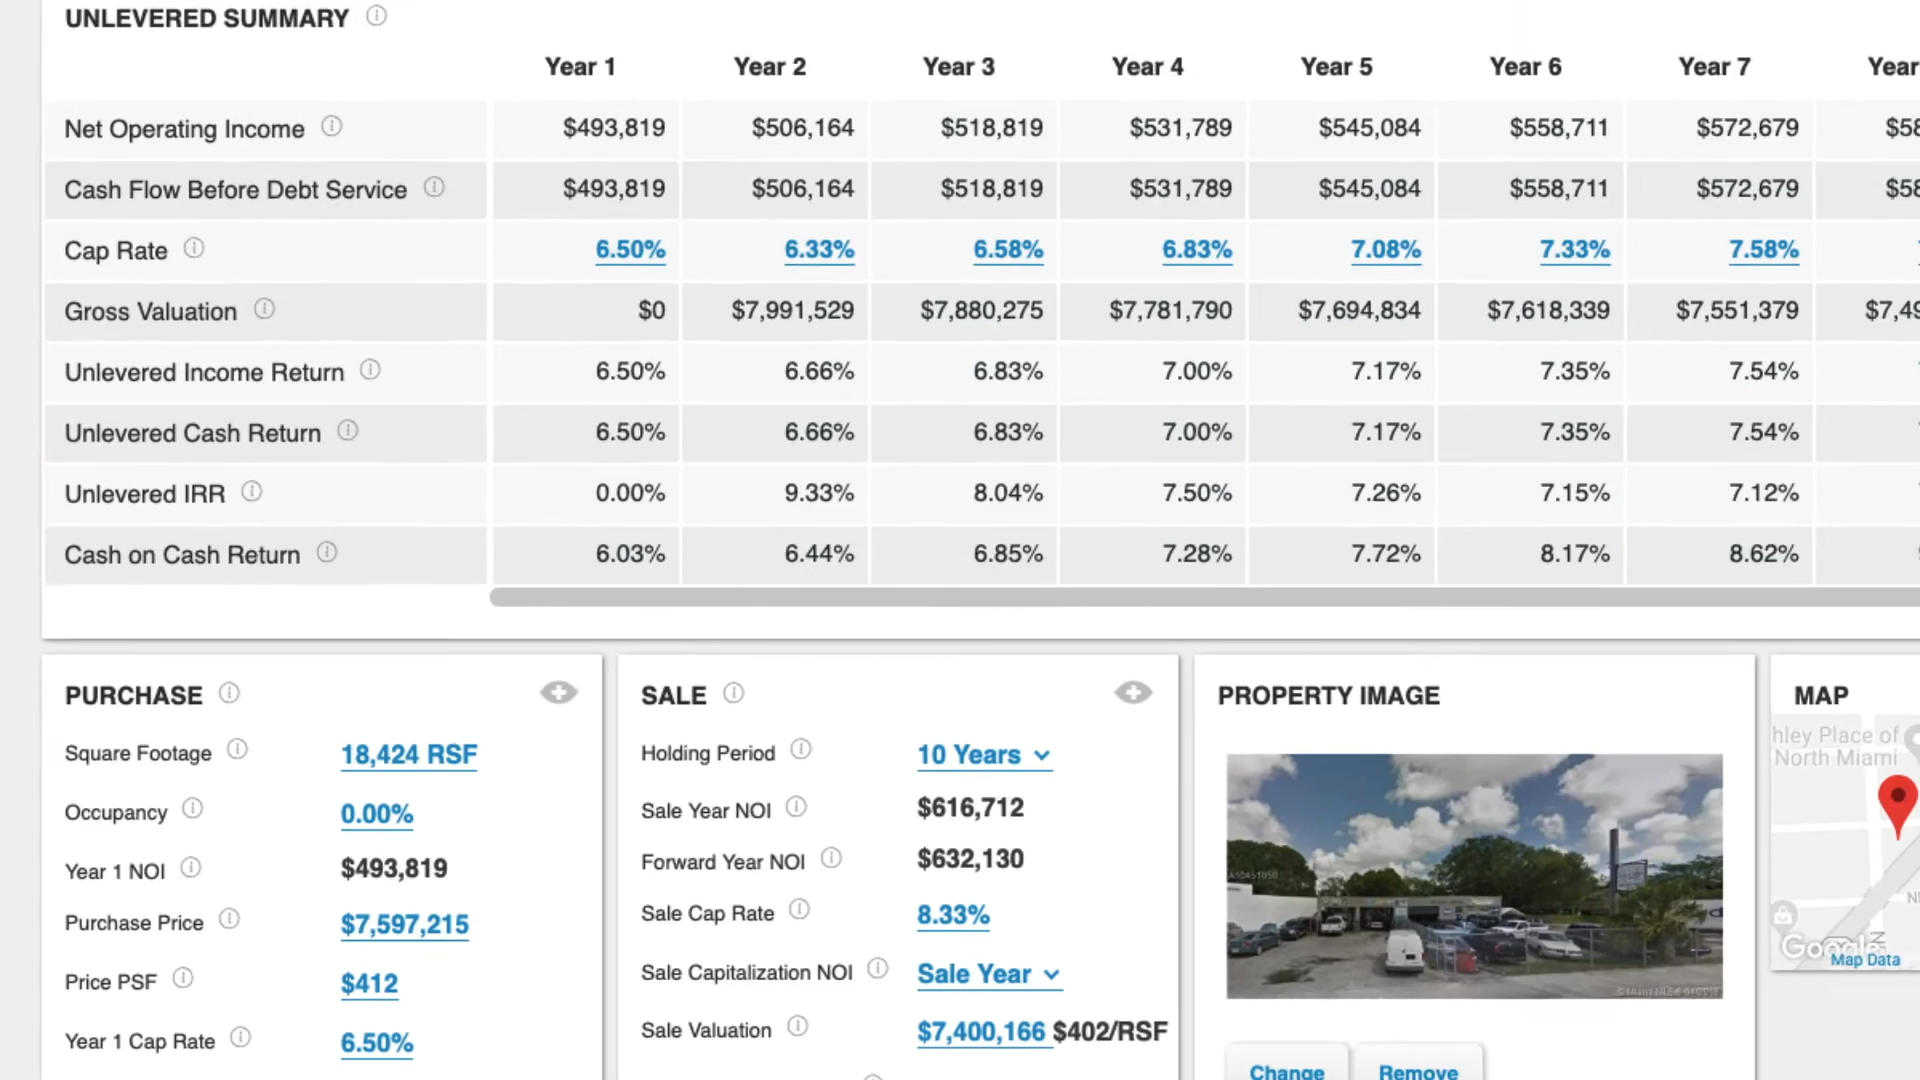 UNLEVERED SUMMARY
Year 1 Year 2 Year 3 Year 4 Year 5 Year 6 Year 7 Year
Net Operating Income $493,819 $506,164 $518,819 $531,789 $545,084 $558,711 $572,679 $58
Cash Flow Before Debt Service $493,819 $506,164 $518,819 $531,789 $545,084 $558,711 $572,679 $58
Cap Rate 6.50% 6.33% 6.58% 6.83% 7.08% 7.33% 7.58%
Gross Valuation $0 $7,991,529 $7,880,275 $7,781,790 $7,694,834 $7,618,339 $7,551,379 $7,49
Unlevered Income Return 6.50% 6.66% 6.83% 7.00% 7.17% 7.35% 7.54%
Unlevered Cash Return 6.50% 6.66% 6.83% 7.00% 7.17% 7.35% 7.54%
Unlevered IRR 0.00% 9.33% 8.04% 7.50% 7.26% 7.15% 7.12%
Cash on Cash Return 6.03% 6.44% 6.85% 7.28% 7.72% 8.17% 8.62%
PURCHASE
Square Footage 18,424 RSF
Occupancy 0.00%
Year 1 NOI $493,819
Purchase Price $7,597,215
Price PSF $412
Year 1 Cap Rate 6.50%
SALE
Holding Period 10 Years
Sale Year NOI $616,712
Forward Year NOI $632,130
Sale Cap Rate 8.33%
Sale Capitalization NOI Sale Year
Sale Valuation $7,400,166 $402/RSF
PROPERTY IMAGE
Change Remove
MAP
hley Place of
North Miami
Google
Map Data